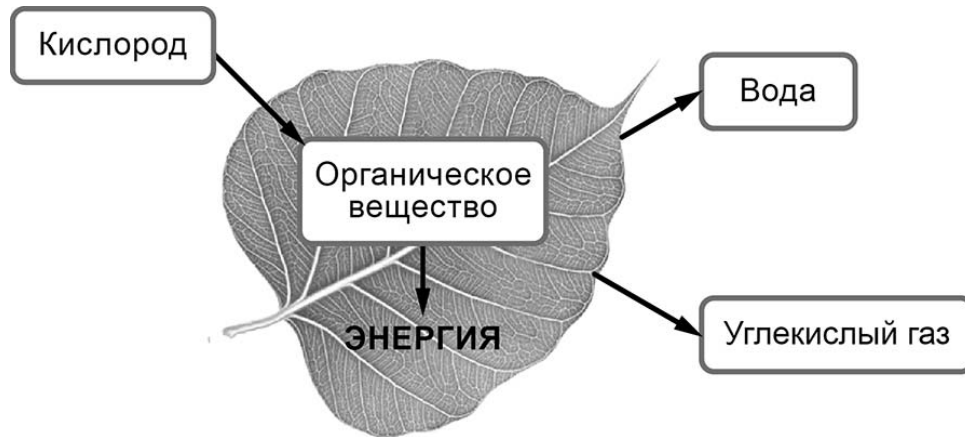 Кислород
Вода
Органическое
вещество
ЭНЕРГИЯ
Углекислый газ